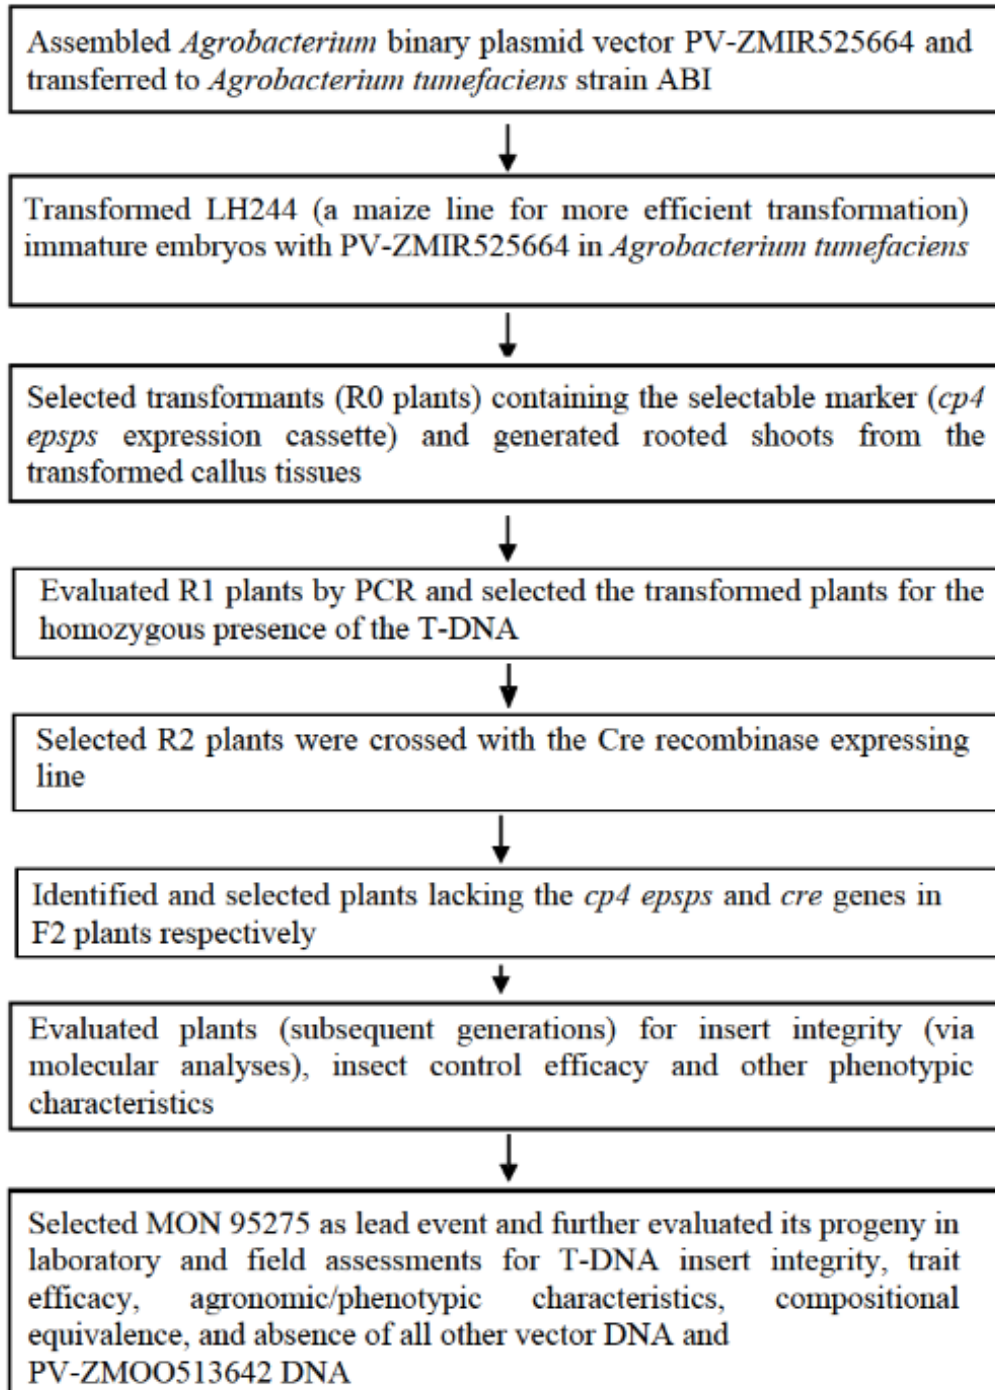 Assembled Agrobacterium binary plasmid vector PV-ZMIR525664 and
transferred to Agrobacterium tumefaciens strain ABI
Transformed LH244 (a maize line for more efficient transformation)
immature embryos with PV-ZMIR525664 in Agrobacterium tumefaciens
Selected transformants (R0 plants) containing the selectable marker (cp4
epsps expression cassette) and generated rooted shoots from the
transformed callus tissues
Evaluated R1 plants by PCR and selected the transformed plants for the
homozygous presence of the T-DNA
Selected R2 plants were crossed with the Cre recombinase expressing
line
Identified and selected plants lacking the cp4 epsps and cre genes in
F2 plants respectively
Evaluated plants (subsequent generations) for insert integrity (via
molecular analyses), insect control efficacy and other phenotypic
characteristics
Selected MON 95275 as lead event and further evaluated its progeny in
laboratory and field assessments for T-DNA insert integrity, trait
efficacy, agronomic/phenotypic characteristics, compositional
equivalence, and absence of all other vector DNA and
PV-ZMOO513642 DNA